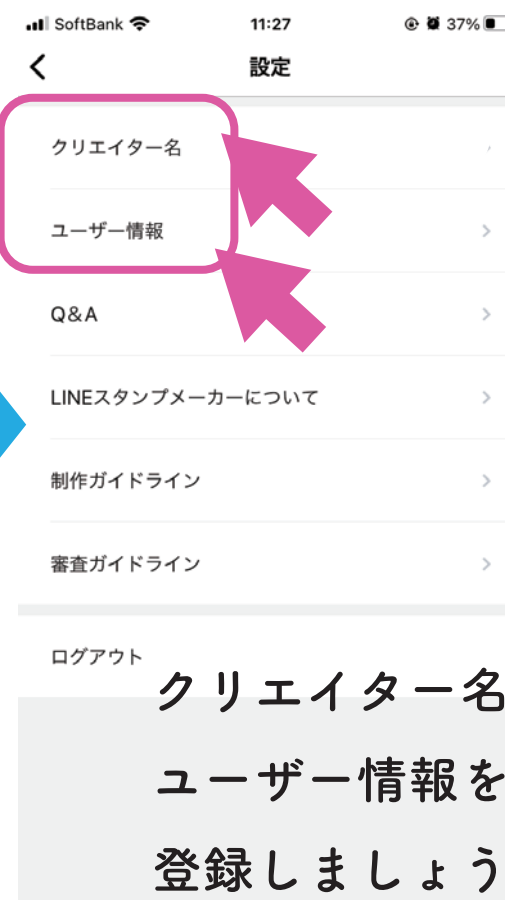 SoftBank 11:27 37%
設定
クリエイター名
ユーザー情報
Q&A
LINEスタンプメーカーについて
制作ガイドライン
審査ガイドライン
ログアウト
クリエイター名
ユーザー情報を
登録しましょう